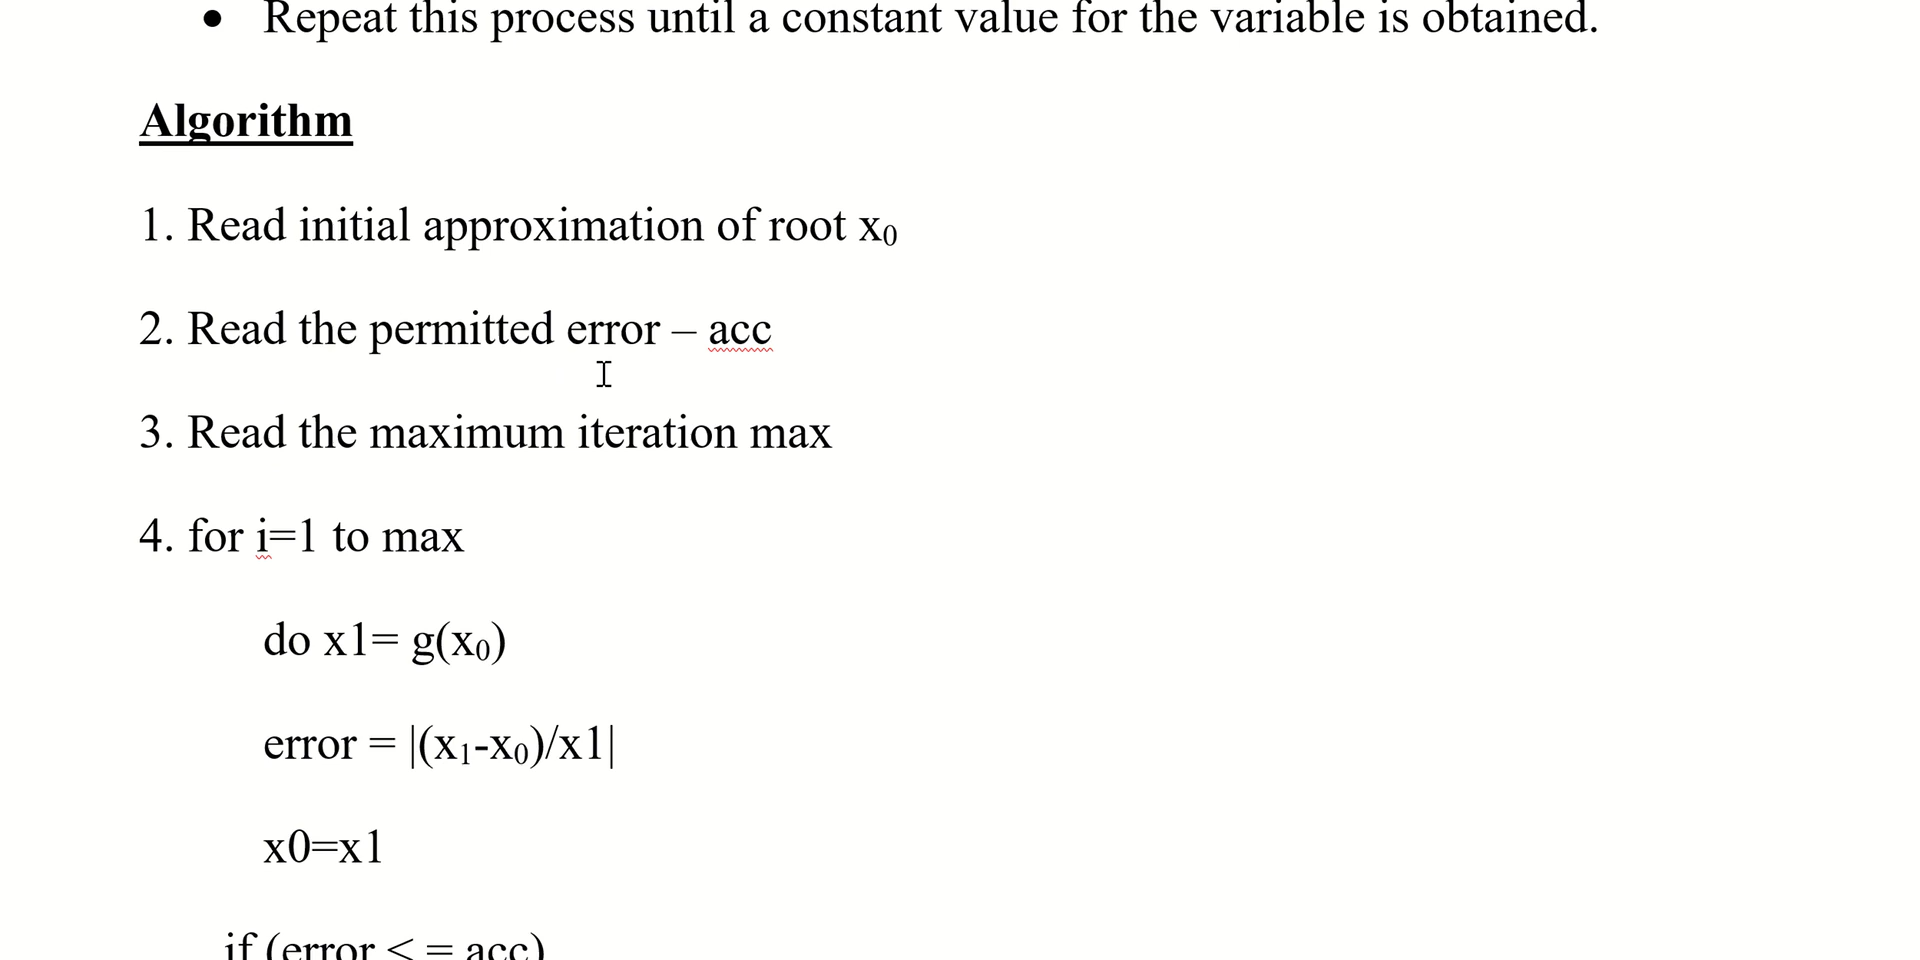 • Repeat this process until a constant value for the variable is obtained.
Algorithm
1. Read initial approximation of root x₀
2. Read the permitted error – acc
3. Read the maximum iteration max
4. for i=1 to max
do x1= g(x₀)
error = |(x₁-x₀)/x1|
x0=x1
if (error < = acc)